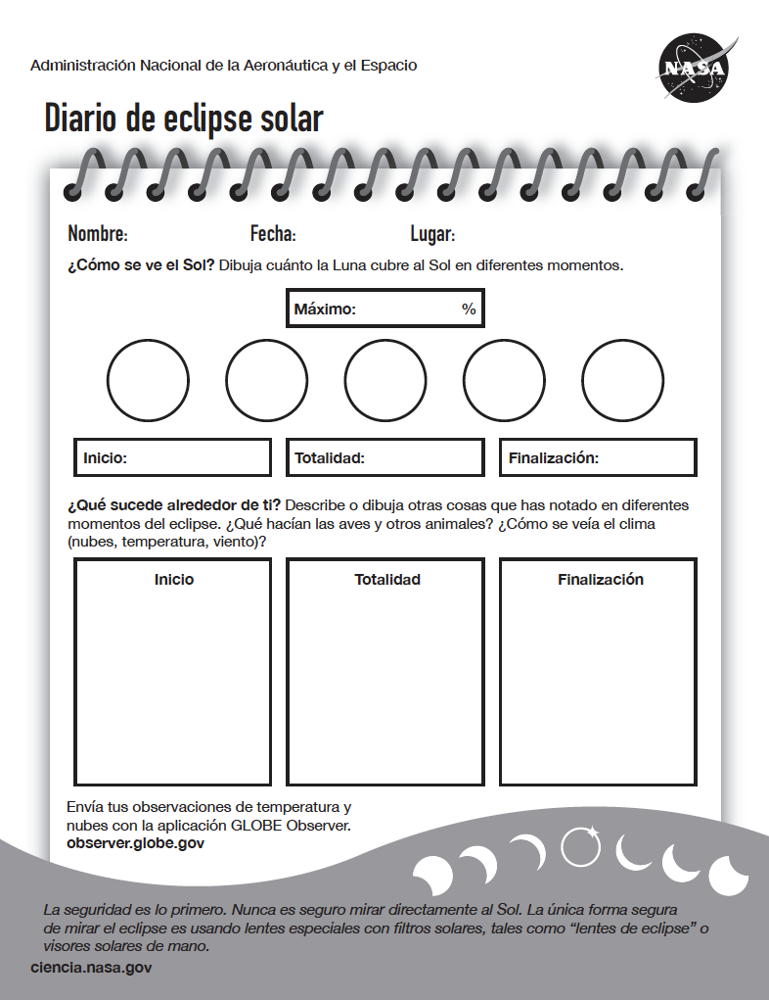 Administración Nacional de la Aeronáutica y el Espacio
NASA
Diario de eclipse solar
Nombre: Fecha: Lugar:
¿Cómo se ve el Sol? Dibuja cuánto la Luna cubre al Sol en diferentes momentos.
Máximo: %
Inicio: Totalidad: Finalización:
¿Qué sucede alrededor de ti? Describe o dibuja otras cosas que has notado en diferentes
momentos del eclipse. ¿Qué hacían las aves y otros animales? ¿Cómo se veía el clima
(nubes, temperatura, viento)?
Inicio Totalidad Finalización
Envía tus observaciones de temperatura y
nubes con la aplicación GLOBE Observer.
observer.globe.gov
La seguridad es lo primero. Nunca es seguro mirar directamente al Sol. La única forma segura
de mirar el eclipse es usando lentes especiales con filtros solares, tales como “lentes de eclipse” o
visores solares de mano.
ciencia.nasa.gov